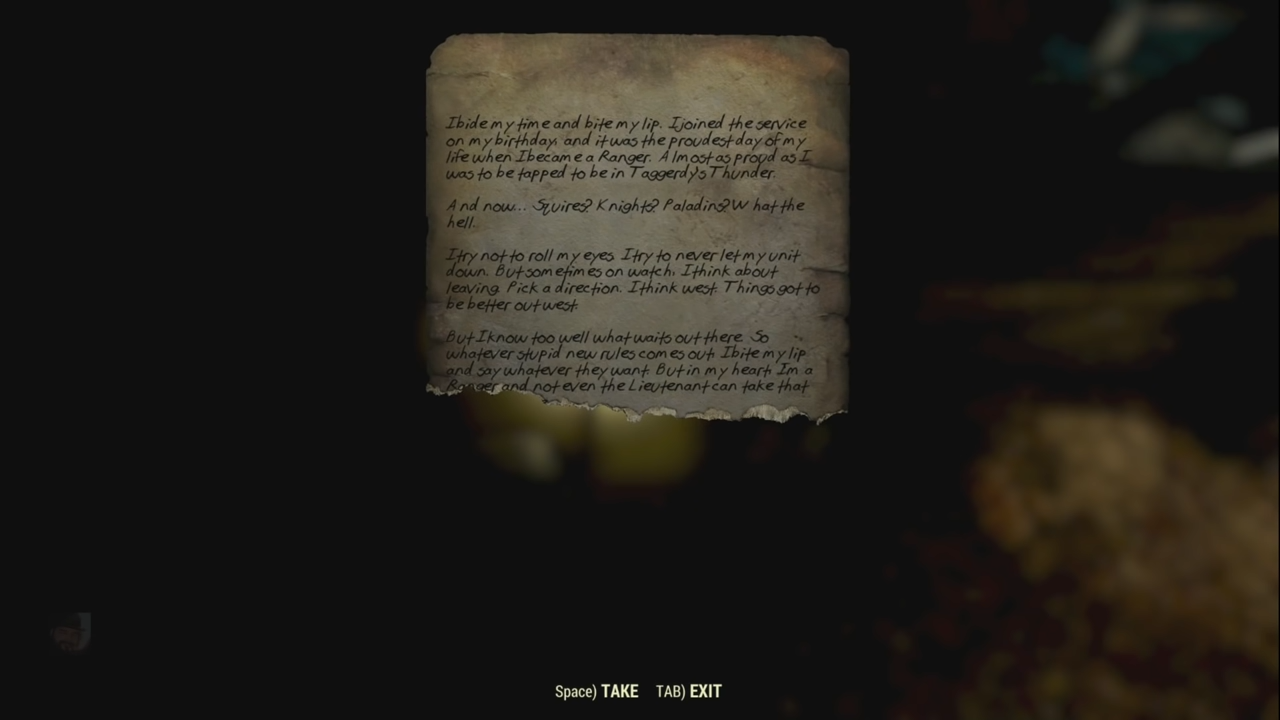 I bide my time and bite my lip. I joined the service
on my birthday, and it was the proudest day of my
life when I became a Ranger. Almost as proud as I
was to be tapped to be in Taggerdy's Thunder.
And now... Squires? Knights? Paladins? What the
hell.
I try not to roll my eyes. I try to never let my unit
down. But sometimes on watch, I think about
leaving. Pick a direction. I think west. Things got to
be better out west.
But I know too well what waits out there. So
whatever stupid new rules comes out, I bite my lip
and say whatever they want. But in my heart, I'm a
Ranger and not even the Lieutenant can take that
Space) TAKE TAB) EXIT